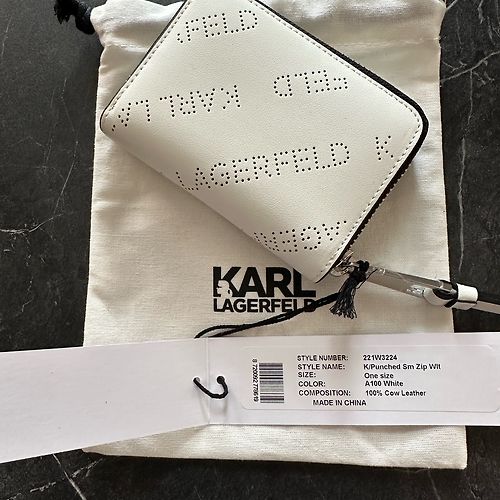 FELD
KARL LA
FELD
LAGERFELD K
AGER
KARL
LAGERFELD
STYLE NUMBER: 221W3224
STYLE NAME: K/Punched Sm Zip Wlt
SIZE: One size
COLOR: A100 White
COMPOSITION: 100% Cow Leather
MADE IN CHINA